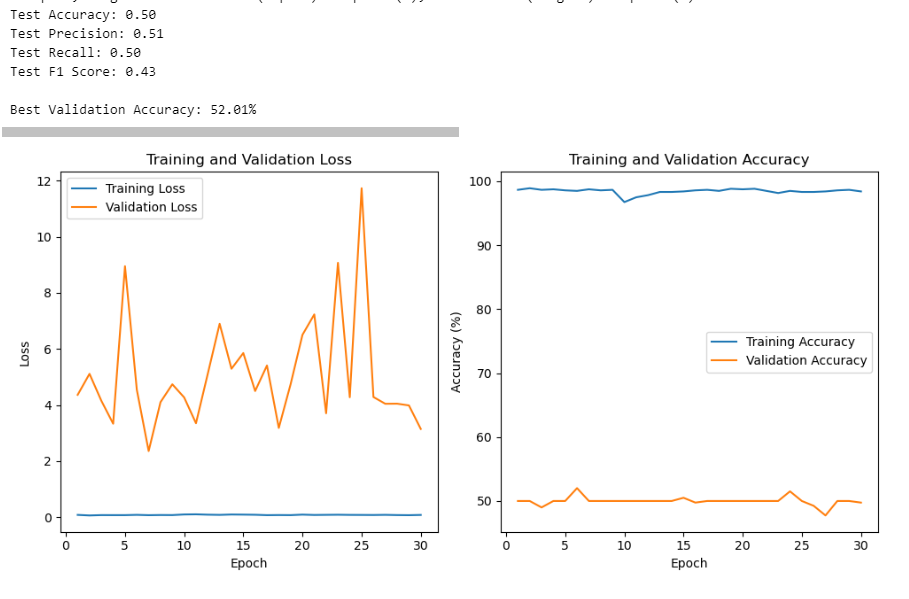 Test Accuracy: 0.50
Test Precision: 0.51
Test Recall: 0.50
Test F1 Score: 0.43
Best Validation Accuracy: 52.01%
Training and Validation Loss
12
10
8
6
4
2
0
Loss
Training Loss
Validation Loss
0 5 10 15 20 25 30
Epoch
Training and Validation Accuracy
100
90
80
70
60
50
Accuracy (%)
Training Accuracy
Validation Accuracy
0 5 10 15 20 25 30
Epoch